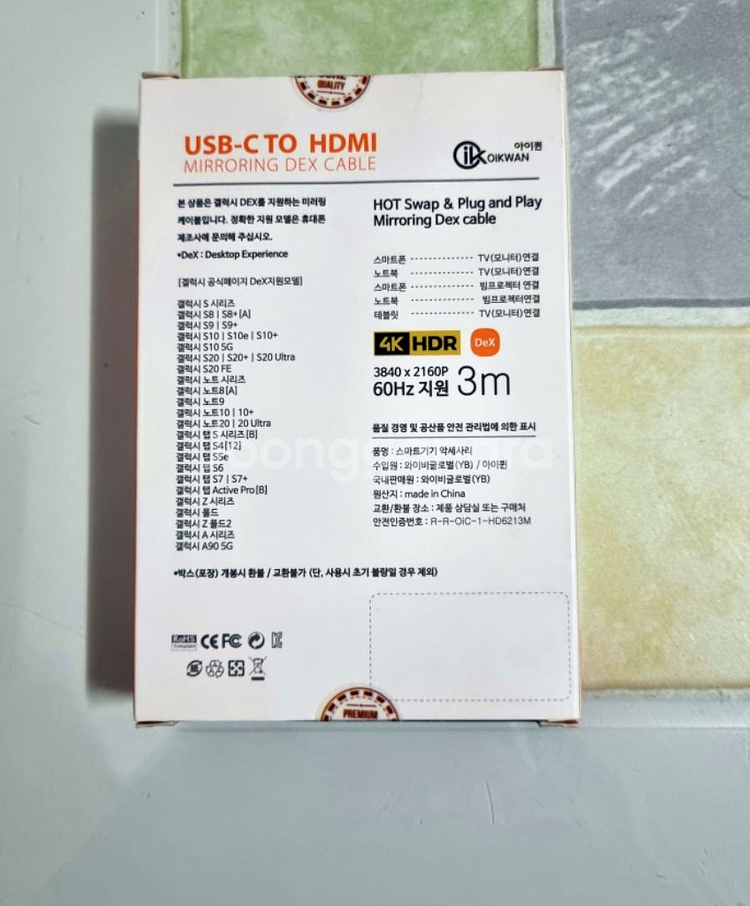 QUALITY
USB-C TO HDMI
MIRRORING DEX CABLE
아이퀸
OiKWAN
본 상품은 갤럭시 DEX를 지원하는 미러링
케이블입니다. 정확한 지원 모델은 휴대폰
제조사에 문의해 주십시오.
*DeX : Desktop Experience
[갤럭시 공식페이지 DeX지원모델]
갤럭시 S 시리즈
갤럭시 S8 | S8+[A]
갤럭시 S9 | S9+
갤럭시 S10 | S10e | S10+
갤럭시 S10 5G
갤럭시 S20 | S20+ | S20 Ultra
갤럭시 S20 FE
갤럭시 노트 시리즈
갤럭시 노트8[A]
갤럭시 노트9
갤럭시 노트10 | 10+
갤럭시 노트20 | 20 Ultra
갤럭시 탭 S 시리즈[B]
갤럭시 탭 S4[12]
갤럭시 탭 S5e
갤럭시 탭 S6
갤럭시 탭 S7 | S7+
갤럭시 탭 Active Pro[B]
갤럭시 Z 시리즈
갤럭시 폴드
갤럭시 Z 폴드2
갤럭시 A 시리즈
갤럭시 A90 5G
HOT Swap & Plug and Play
Mirroring Dex cable
스마트폰 ---------- TV(모니터)연결
노트북 ---------- TV(모니터)연결
스마트폰 ---------- 빔프로젝터 연결
노트북 ---------- 빔프로젝터연결
테블릿 ---------- TV(모니터)연결
4K HDR DeX
3840 x 2160P
60Hz 지원 3m
품질 경영 및 공산품 안전 관리법에 의한 표시
품명 : 스마트기기 악세사리
수입원 : 와이비글로벌(YB) / 아이퀸
국내판매원 : 와이비글로벌(YB)
원산지 : made in China
교환/환불 장소 : 제품 상담실 또는 구매처
안전인증번호 : R-R-OiC-1-HD6213M
*박스(포장) 개봉시 환불 / 교환불가 (단, 사용시 초기 불량일 경우 제외)
RoHS
Compliant
CE FC
PREMIUM